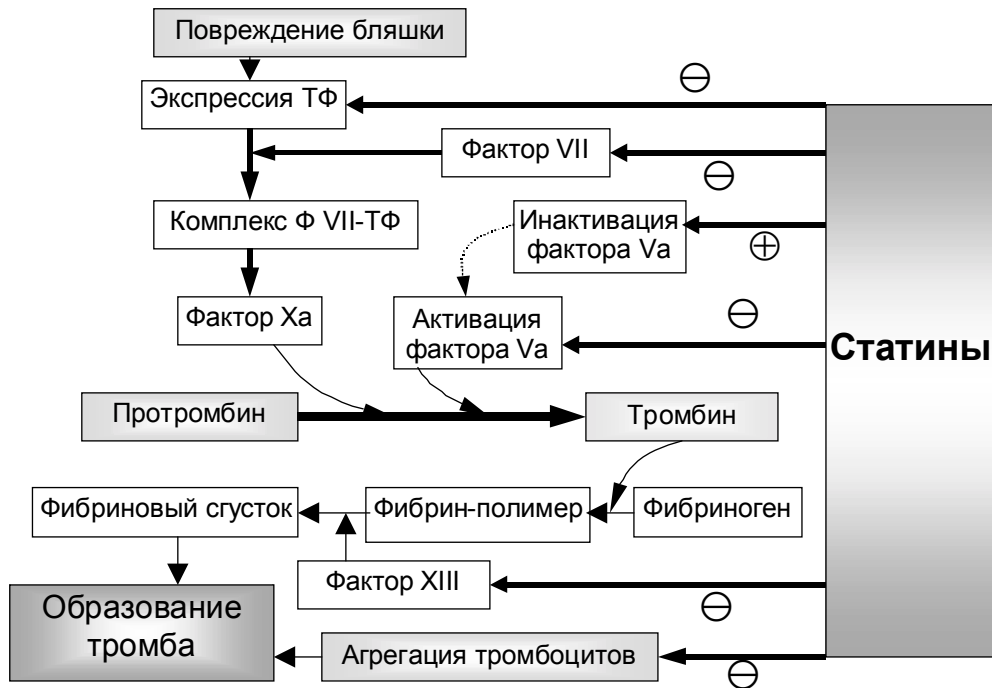 Повреждение бляшки
Экспрессия ТФ
Фактор VII
Комплекс Ф VII-ТФ
Инактивация
фактора Va
Фактор Xa
Активация
фактора Va
Статины
Протромбин
Тромбин
Фибриновый сгусток
Фибрин-полимер
Фибриноген
Фактор XIII
Образование
тромба
Агрегация тромбоцитов